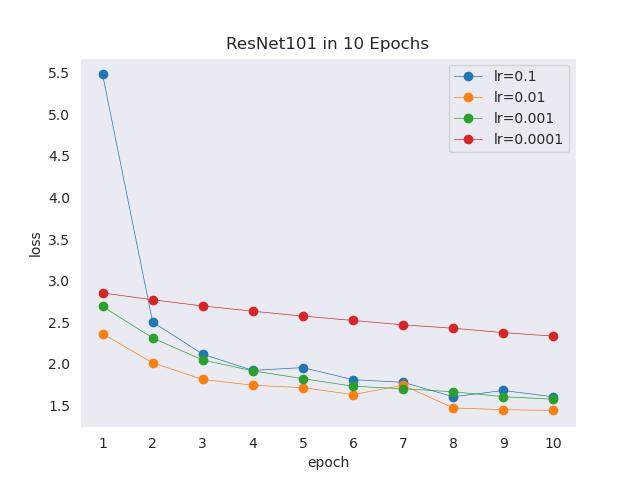 ResNet101 in 10 Epochs
5.5
5.0
4.5
4.0
3.5
3.0
2.5
2.0
1.5
loss
lr=0.1
lr=0.01
lr=0.001
lr=0.0001
1 2 3 4 5 6 7 8 9 10
epoch